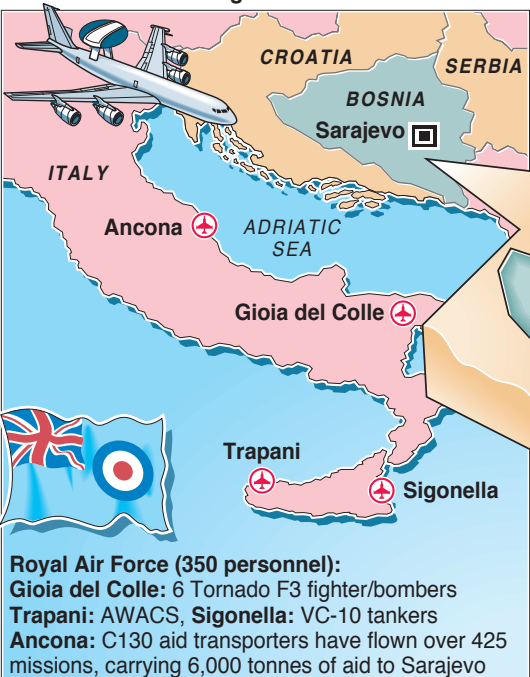 CROATIA
SERBIA
BOSNIA
Sarajevo
ITALY
Ancona
ADRIATIC
SEA
Gioia del Colle
Trapani
Sigonella
Royal Air Force (350 personnel):
Gioia del Colle: 6 Tornado F3 fighter/bombers
Trapani: AWACS, Sigonella: VC-10 tankers
Ancona: C130 aid transporters have flown over 425
missions, carrying 6,000 tonnes of aid to Sarajevo